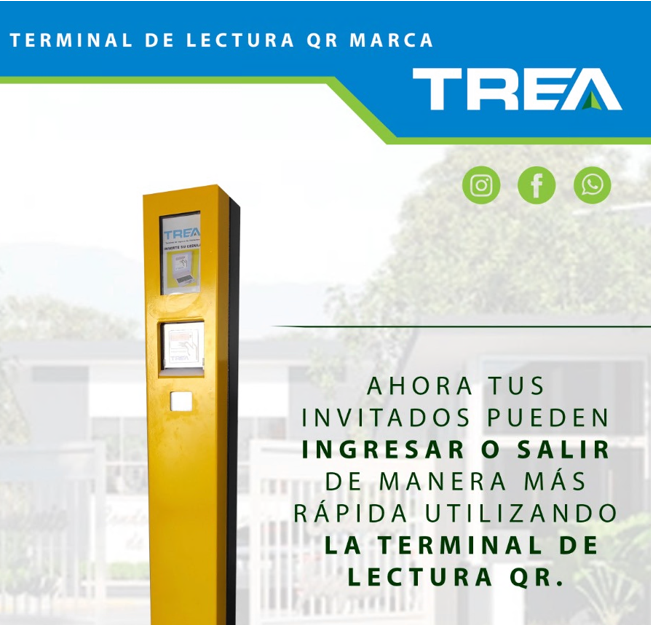 TERMINAL DE LECTURA QR MARCA
TREA
TREA
AHORA TUS
INVITADOS PUEDEN
INGRESAR O SALIR
DE MANERA MÁS
RÁPIDA UTILIZANDO
LA TERMINAL DE
LECTURA QR.